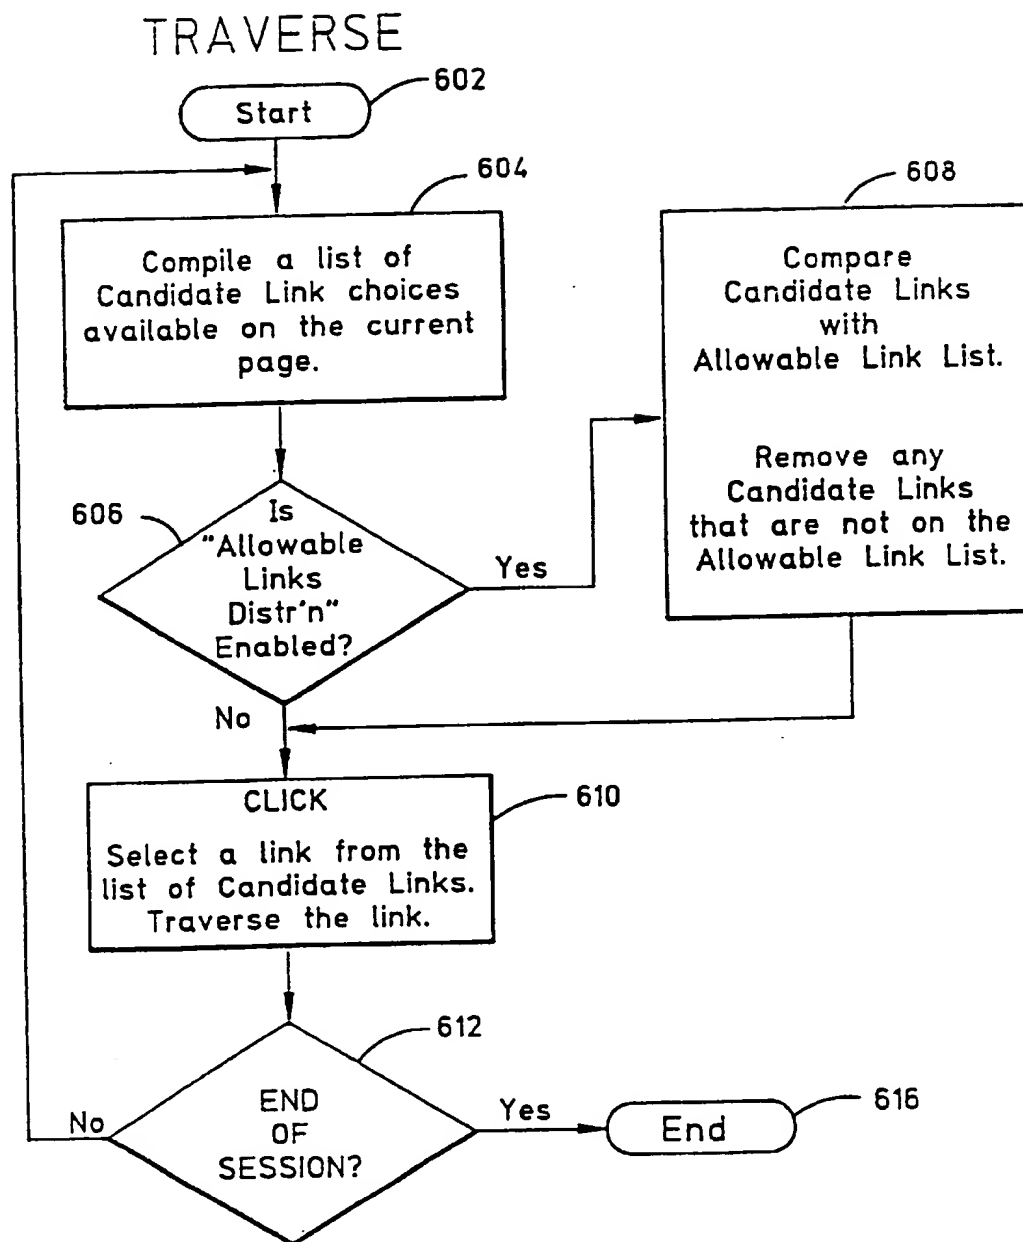 TRAVERSE
602
Start
604
Compile a list of
Candidate Link choices
available on the current
page.
608
Compare
Candidate Links
with
Allowable Link List.
Remove any
Candidate Links
that are not on the
Allowable Link List.
606
Is
"Allowable
Links
Distr'n"
Enabled?
Yes
No
610
CLICK
Select a link from the
list of Candidate Links.
Traverse the link.
612
END
OF
SESSION?
No
Yes
616
End